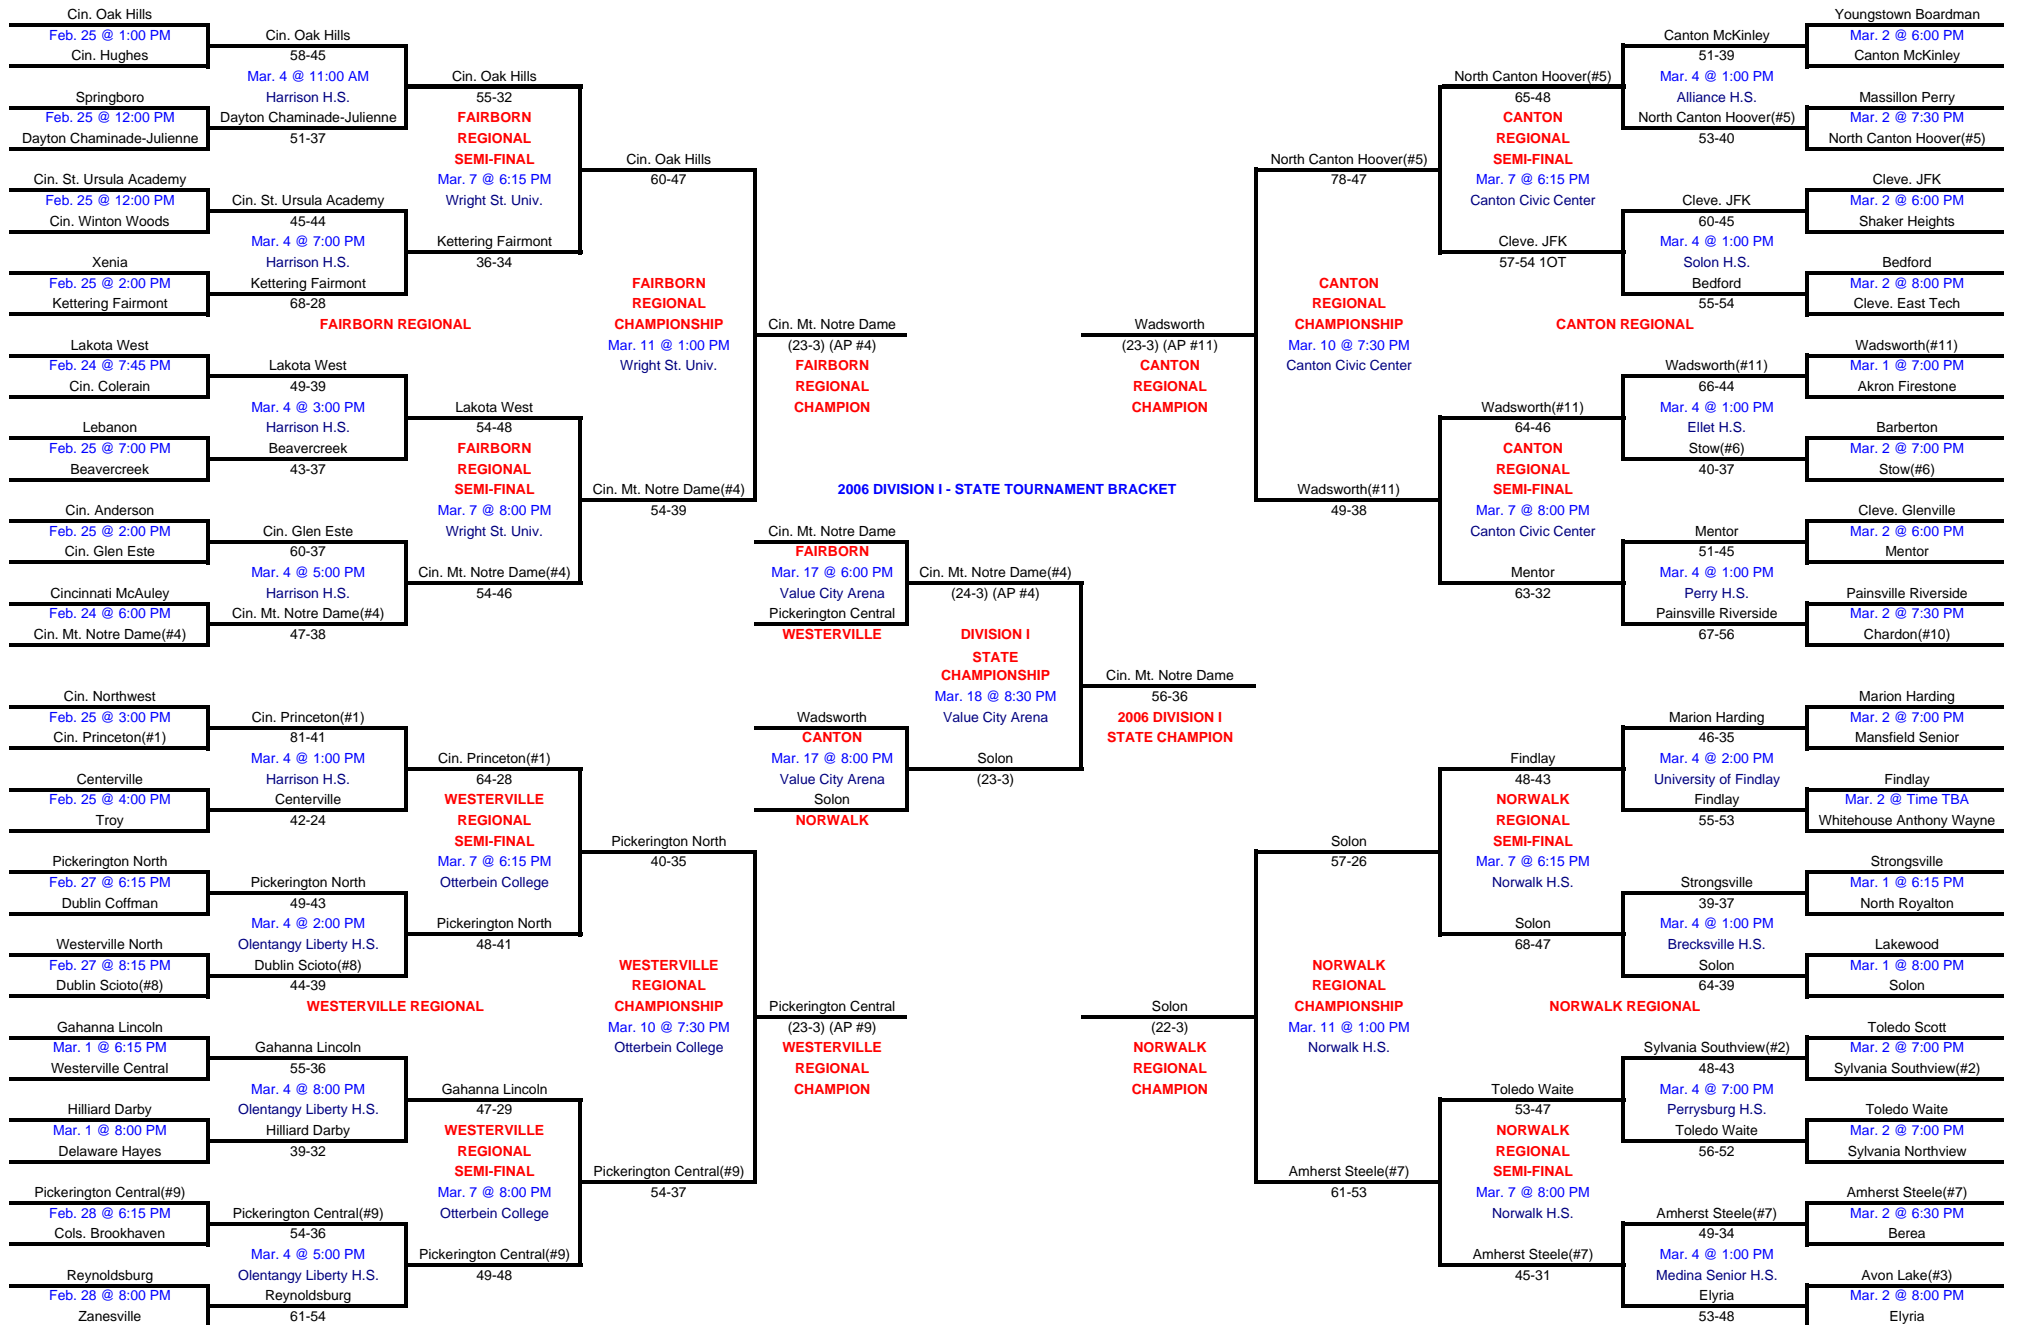 Cin. Oak Hills
Feb. 25 @ 1:00 PM
Cin. Hughes
Springboro
Feb. 25 @ 12:00 PM
Dayton Chaminade-Julienne
Cin. St. Ursula Academy
Feb. 25 @ 12:00 PM
Cin. Winton Woods
Xenia
Feb. 25 @ 2:00 PM
Kettering Fairmont
Lakota West
Feb. 24 @ 7:45 PM
Cin. Colerain
Lebanon
Feb. 25 @ 7:00 PM
Beavercreek
Cin. Anderson
Feb. 25 @ 2:00 PM
Cin. Glen Este
Cincinnati McAuley
Feb. 24 @ 6:00 PM
Cin. Mt. Notre Dame(#4)
Cin. Oak Hills
58-45
Mar. 4 @ 11:00 AM
Harrison H.S.
Dayton Chaminade-Julienne
51-37
Cin. St. Ursula Academy
45-44
Mar. 4 @ 7:00 PM
Harrison H.S.
Kettering Fairmont
68-28
FAIRBORN REGIONAL
Lakota West
49-39
Mar. 4 @ 3:00 PM
Harrison H.S.
Beavercreek
43-37
Cin. Glen Este
60-37
Mar. 4 @ 5:00 PM
Harrison H.S.
Cin. Mt. Notre Dame(#4)
47-38
Cin. Oak Hills
55-32
FAIRBORN
REGIONAL
SEMI-FINAL
Mar. 7 @ 6:15 PM
Wright St. Univ.
Kettering Fairmont
36-34
Lakota West
54-48
FAIRBORN
REGIONAL
SEMI-FINAL
Mar. 7 @ 8:00 PM
Wright St. Univ.
Cin. Mt. Notre Dame(#4)
54-46
Cin. Oak Hills
60-47
FAIRBORN
REGIONAL
CHAMPIONSHIP
Mar. 11 @ 1:00 PM
Wright St. Univ.
Cin. Mt. Notre Dame(#4)
54-39
Cin. Mt. Notre Dame
(23-3) (AP #4)
FAIRBORN
REGIONAL
CHAMPION
Cin. Northwest
Feb. 25 @ 3:00 PM
Cin. Princeton(#1)
Centerville
Feb. 25 @ 4:00 PM
Troy
Pickerington North
Feb. 27 @ 6:15 PM
Dublin Coffman
Westerville North
Feb. 27 @ 8:15 PM
Dublin Scioto(#8)
Gahanna Lincoln
Mar. 1 @ 6:15 PM
Westerville Central
Hilliard Darby
Mar. 1 @ 8:00 PM
Delaware Hayes
Pickerington Central(#9)
Feb. 28 @ 6:15 PM
Cols. Brookhaven
Reynoldsburg
Feb. 28 @ 8:00 PM
Zanesville
Cin. Princeton(#1)
81-41
Mar. 4 @ 1:00 PM
Harrison H.S.
Centerville
42-24
Pickerington North
49-43
Mar. 4 @ 2:00 PM
Olentangy Liberty H.S.
Dublin Scioto(#8)
44-39
WESTERVILLE REGIONAL
Gahanna Lincoln
55-36
Mar. 4 @ 8:00 PM
Olentangy Liberty H.S.
Hilliard Darby
39-32
Pickerington Central(#9)
54-36
Mar. 4 @ 5:00 PM
Olentangy Liberty H.S.
Reynoldsburg
61-54
Cin. Princeton(#1)
64-28
WESTERVILLE
REGIONAL
SEMI-FINAL
Mar. 7 @ 6:15 PM
Otterbein College
Pickerington North
48-41
Gahanna Lincoln
47-29
WESTERVILLE
REGIONAL
SEMI-FINAL
Mar. 7 @ 8:00 PM
Otterbein College
Pickerington Central(#9)
49-48
Pickerington North
40-35
WESTERVILLE
REGIONAL
CHAMPIONSHIP
Mar. 10 @ 7:30 PM
Otterbein College
Pickerington Central(#9)
54-37
Pickerington Central
(23-3) (AP #9)
WESTERVILLE
REGIONAL
CHAMPION
2006 DIVISION I - STATE TOURNAMENT BRACKET
Cin. Mt. Notre Dame
FAIRBORN
Mar. 17 @ 6:00 PM
Value City Arena
Pickerington Central
WESTERVILLE
Wadsworth
CANTON
Mar. 17 @ 8:00 PM
Value City Arena
Solon
NORWALK
Cin. Mt. Notre Dame(#4)
(24-3) (AP #4)
DIVISION I
STATE
CHAMPIONSHIP
Mar. 18 @ 8:30 PM
Value City Arena
Solon
(23-3)
Cin. Mt. Notre Dame
56-36
2006 DIVISION I
STATE CHAMPION
Wadsworth
(23-3) (AP #11)
CANTON
REGIONAL
CHAMPION
North Canton Hoover(#5)
78-47
CANTON
REGIONAL
CHAMPIONSHIP
Mar. 10 @ 7:30 PM
Canton Civic Center
Wadsworth(#11)
49-38
North Canton Hoover(#5)
65-48
CANTON
REGIONAL
SEMI-FINAL
Mar. 7 @ 6:15 PM
Canton Civic Center
Cleve. JFK
57-54 1OT
Wadsworth(#11)
64-46
CANTON
REGIONAL
SEMI-FINAL
Mar. 7 @ 8:00 PM
Canton Civic Center
Mentor
63-32
Canton McKinley
51-39
Mar. 4 @ 1:00 PM
Alliance H.S.
North Canton Hoover(#5)
53-40
Cleve. JFK
60-45
Mar. 4 @ 1:00 PM
Solon H.S.
Bedford
55-54
CANTON REGIONAL
Wadsworth(#11)
66-44
Mar. 4 @ 1:00 PM
Ellet H.S.
Stow(#6)
40-37
Mentor
51-45
Mar. 4 @ 1:00 PM
Perry H.S.
Painsville Riverside
67-56
Youngstown Boardman
Mar. 2 @ 6:00 PM
Canton McKinley
Massillon Perry
Mar. 2 @ 7:30 PM
North Canton Hoover(#5)
Cleve. JFK
Mar. 2 @ 6:00 PM
Shaker Heights
Bedford
Mar. 2 @ 8:00 PM
Cleve. East Tech
Wadsworth(#11)
Mar. 1 @ 7:00 PM
Akron Firestone
Barberton
Mar. 2 @ 7:00 PM
Stow(#6)
Cleve. Glenville
Mar. 2 @ 6:00 PM
Mentor
Painsville Riverside
Mar. 2 @ 7:30 PM
Chardon(#10)
Solon
(22-3)
NORWALK
REGIONAL
CHAMPION
Solon
57-26
NORWALK
REGIONAL
CHAMPIONSHIP
Mar. 11 @ 1:00 PM
Norwalk H.S.
Amherst Steele(#7)
61-53
Findlay
48-43
NORWALK
REGIONAL
SEMI-FINAL
Mar. 7 @ 6:15 PM
Norwalk H.S.
Solon
68-47
Toledo Waite
53-47
NORWALK
REGIONAL
SEMI-FINAL
Mar. 7 @ 8:00 PM
Norwalk H.S.
Amherst Steele(#7)
45-31
Marion Harding
46-35
Mar. 4 @ 2:00 PM
University of Findlay
Findlay
55-53
Strongsville
39-37
Mar. 4 @ 1:00 PM
Brecksville H.S.
Solon
64-39
NORWALK REGIONAL
Sylvania Southview(#2)
48-43
Mar. 4 @ 7:00 PM
Perrysburg H.S.
Toledo Waite
56-52
Amherst Steele(#7)
49-34
Mar. 4 @ 1:00 PM
Medina Senior H.S.
Elyria
53-48
Marion Harding
Mar. 2 @ 7:00 PM
Mansfield Senior
Findlay
Mar. 2 @ Time TBA
Whitehouse Anthony Wayne
Strongsville
Mar. 1 @ 6:15 PM
North Royalton
Lakewood
Mar. 1 @ 8:00 PM
Solon
Toledo Scott
Mar. 2 @ 7:00 PM
Sylvania Southview(#2)
Toledo Waite
Mar. 2 @ 7:00 PM
Sylvania Northview
Amherst Steele(#7)
Mar. 2 @ 6:30 PM
Berea
Avon Lake(#3)
Mar. 2 @ 8:00 PM
Elyria